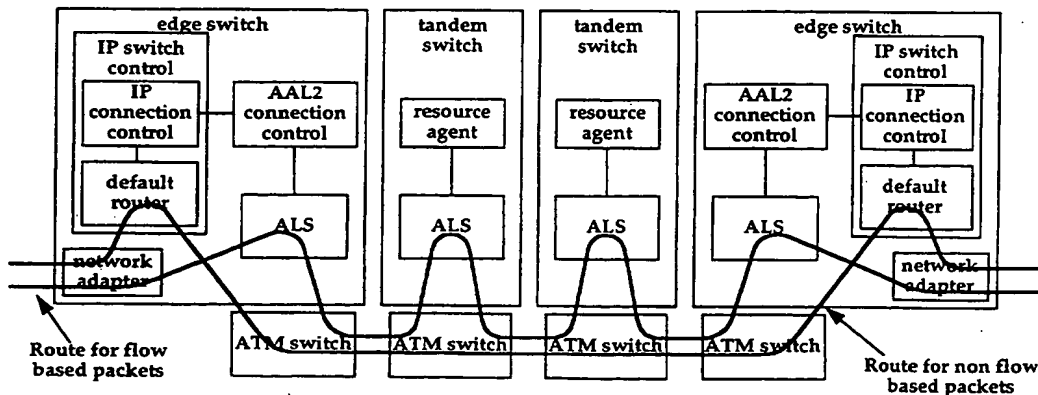 edge switch
IP switch
control
IP
connection
control
AAL2
connection
control
default
router
ALS
network
adapter
tandem
switch
resource
agent
ALS
tandem
switch
resource
agent
ALS
edge switch
IP switch
control
AAL2
connection
control
IP
connection
control
default
router
ALS
network
adapter
ATM switch
ATM switch
ATM switch
ATM switch
Route for flow
based packets
Route for non flow
based packets